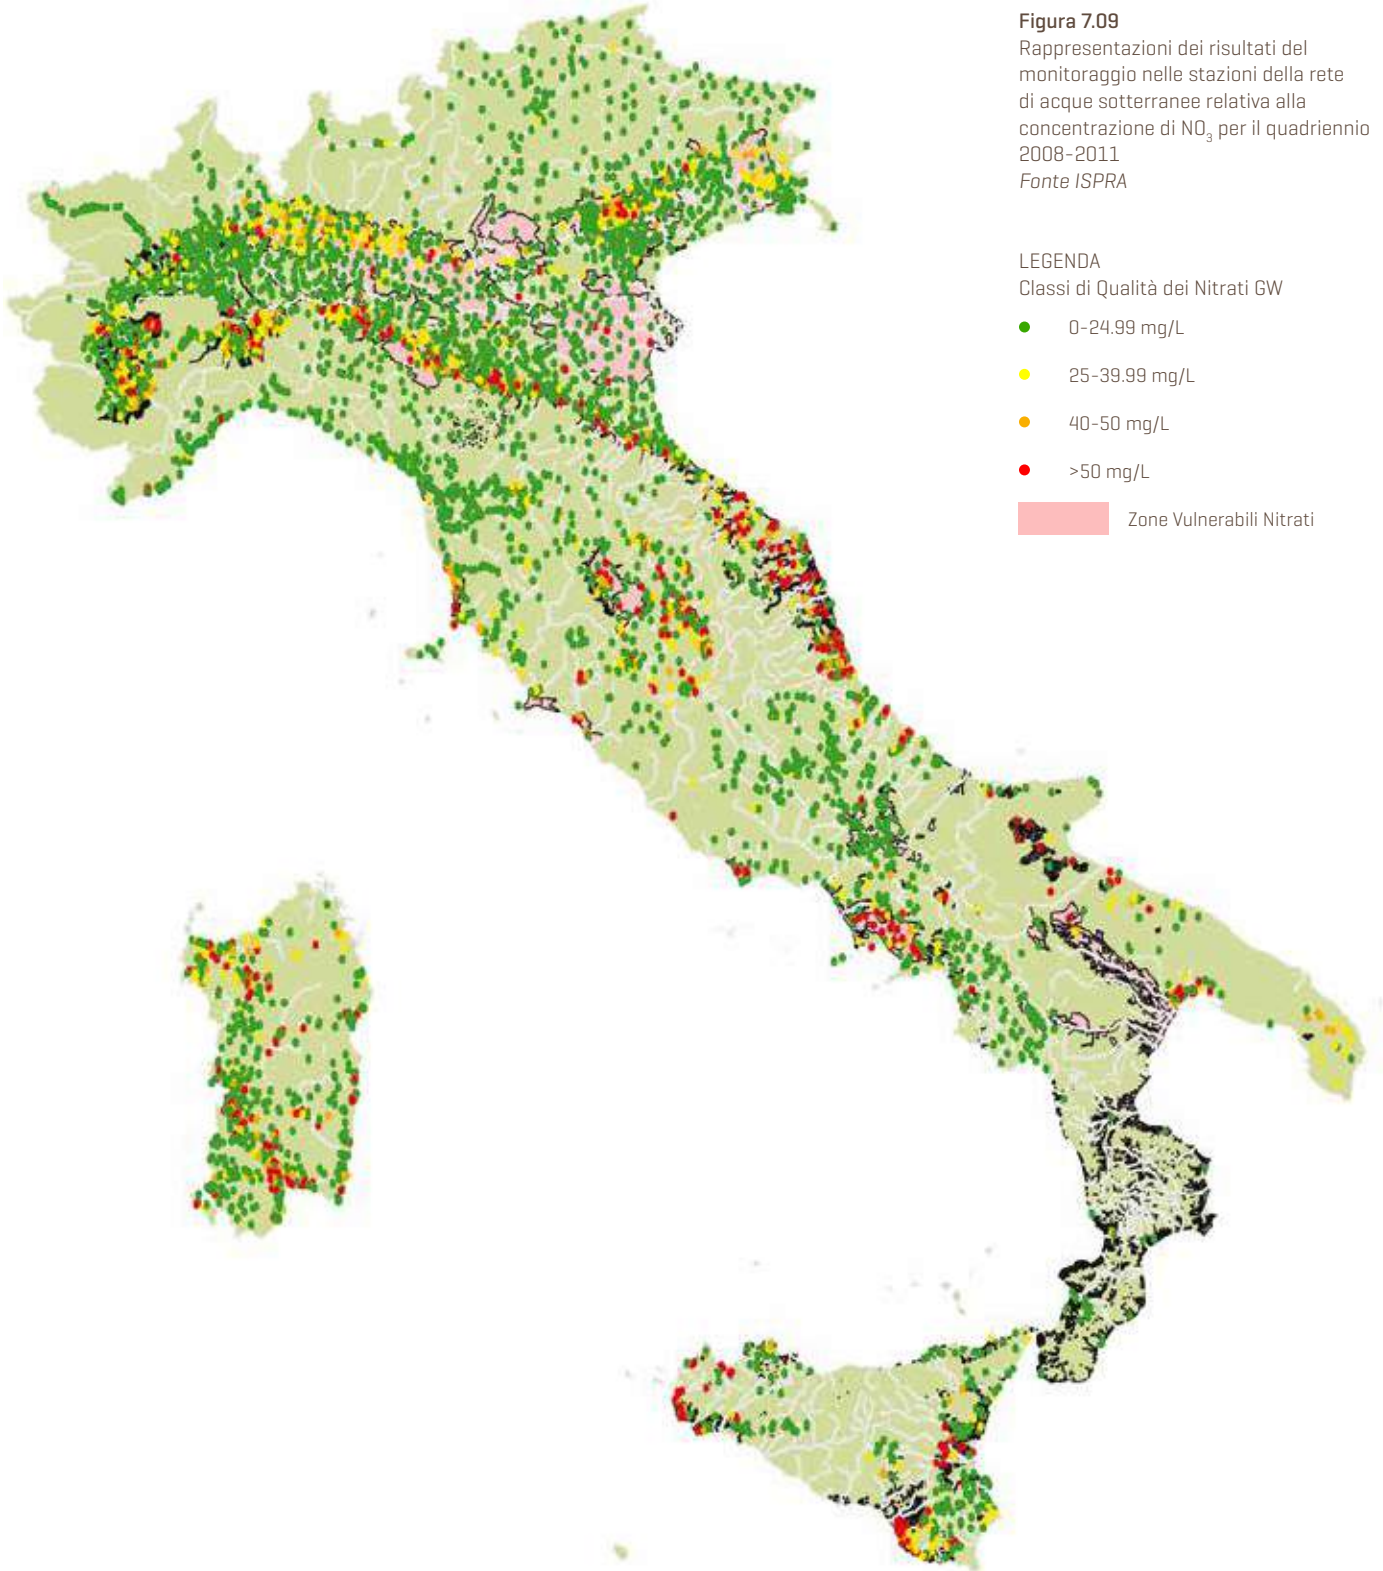 Figura 7.09
Rappresentazioni dei risultati del
monitoraggio nelle stazioni della rete
di acque sotterranee relativa alla
concentrazione di NO₃ per il quadriennio
2008-2011
Fonte ISPRA
LEGENDA
Classi di Qualità dei Nitrati GW
0-24.99 mg/L
25-39.99 mg/L
40-50 mg/L
>50 mg/L
Zone Vulnerabili Nitrati